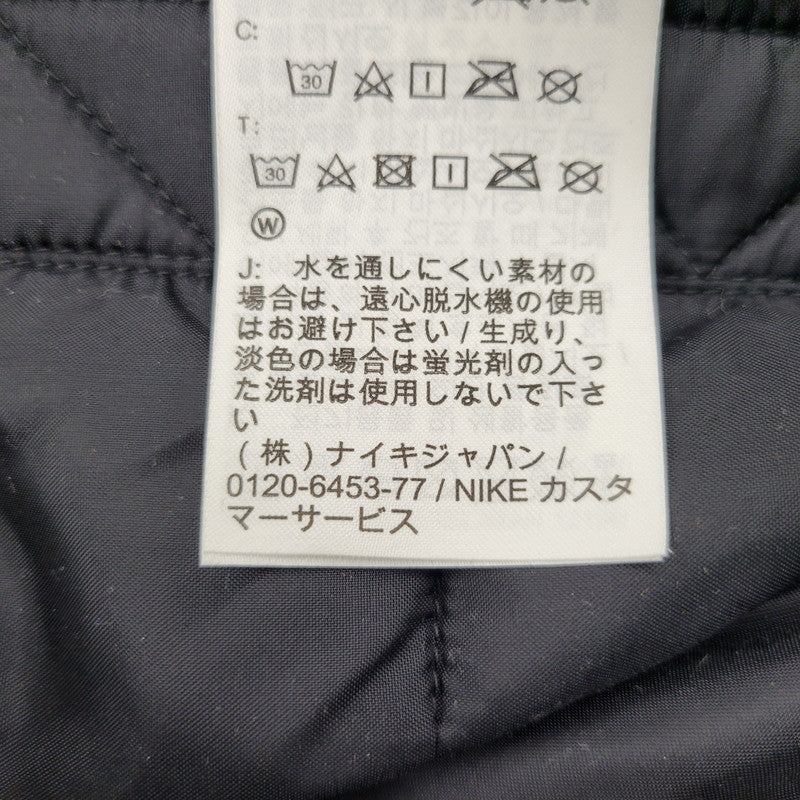 C:
30
T:
30
W
J: 水を通しにくい素材の
場合は、遠心脱水機の使用
はお避け下さい / 生成り、
淡色の場合は蛍光剤の入っ
た洗剤は使用しないで下さ
い
(株)ナイキジャパン /
0120-6453-77 / NIKE カスタ
マーサービス